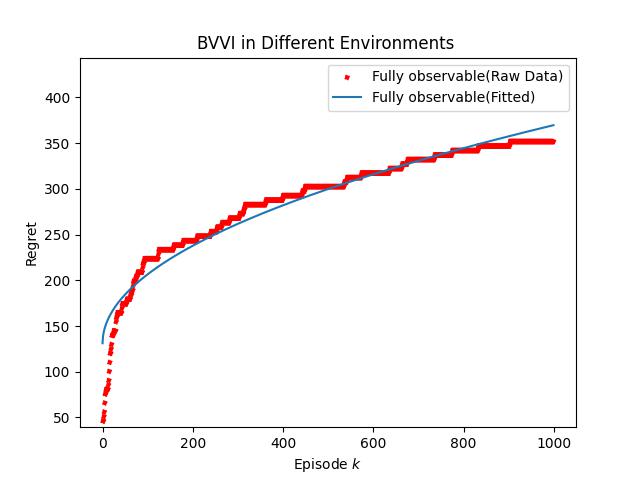 BVVI in Different Environments
Fully observable(Raw Data)
Fully observable(Fitted)
400
350
300
250
200
150
100
50
Regret
0
200
400
600
800
1000
Episode k